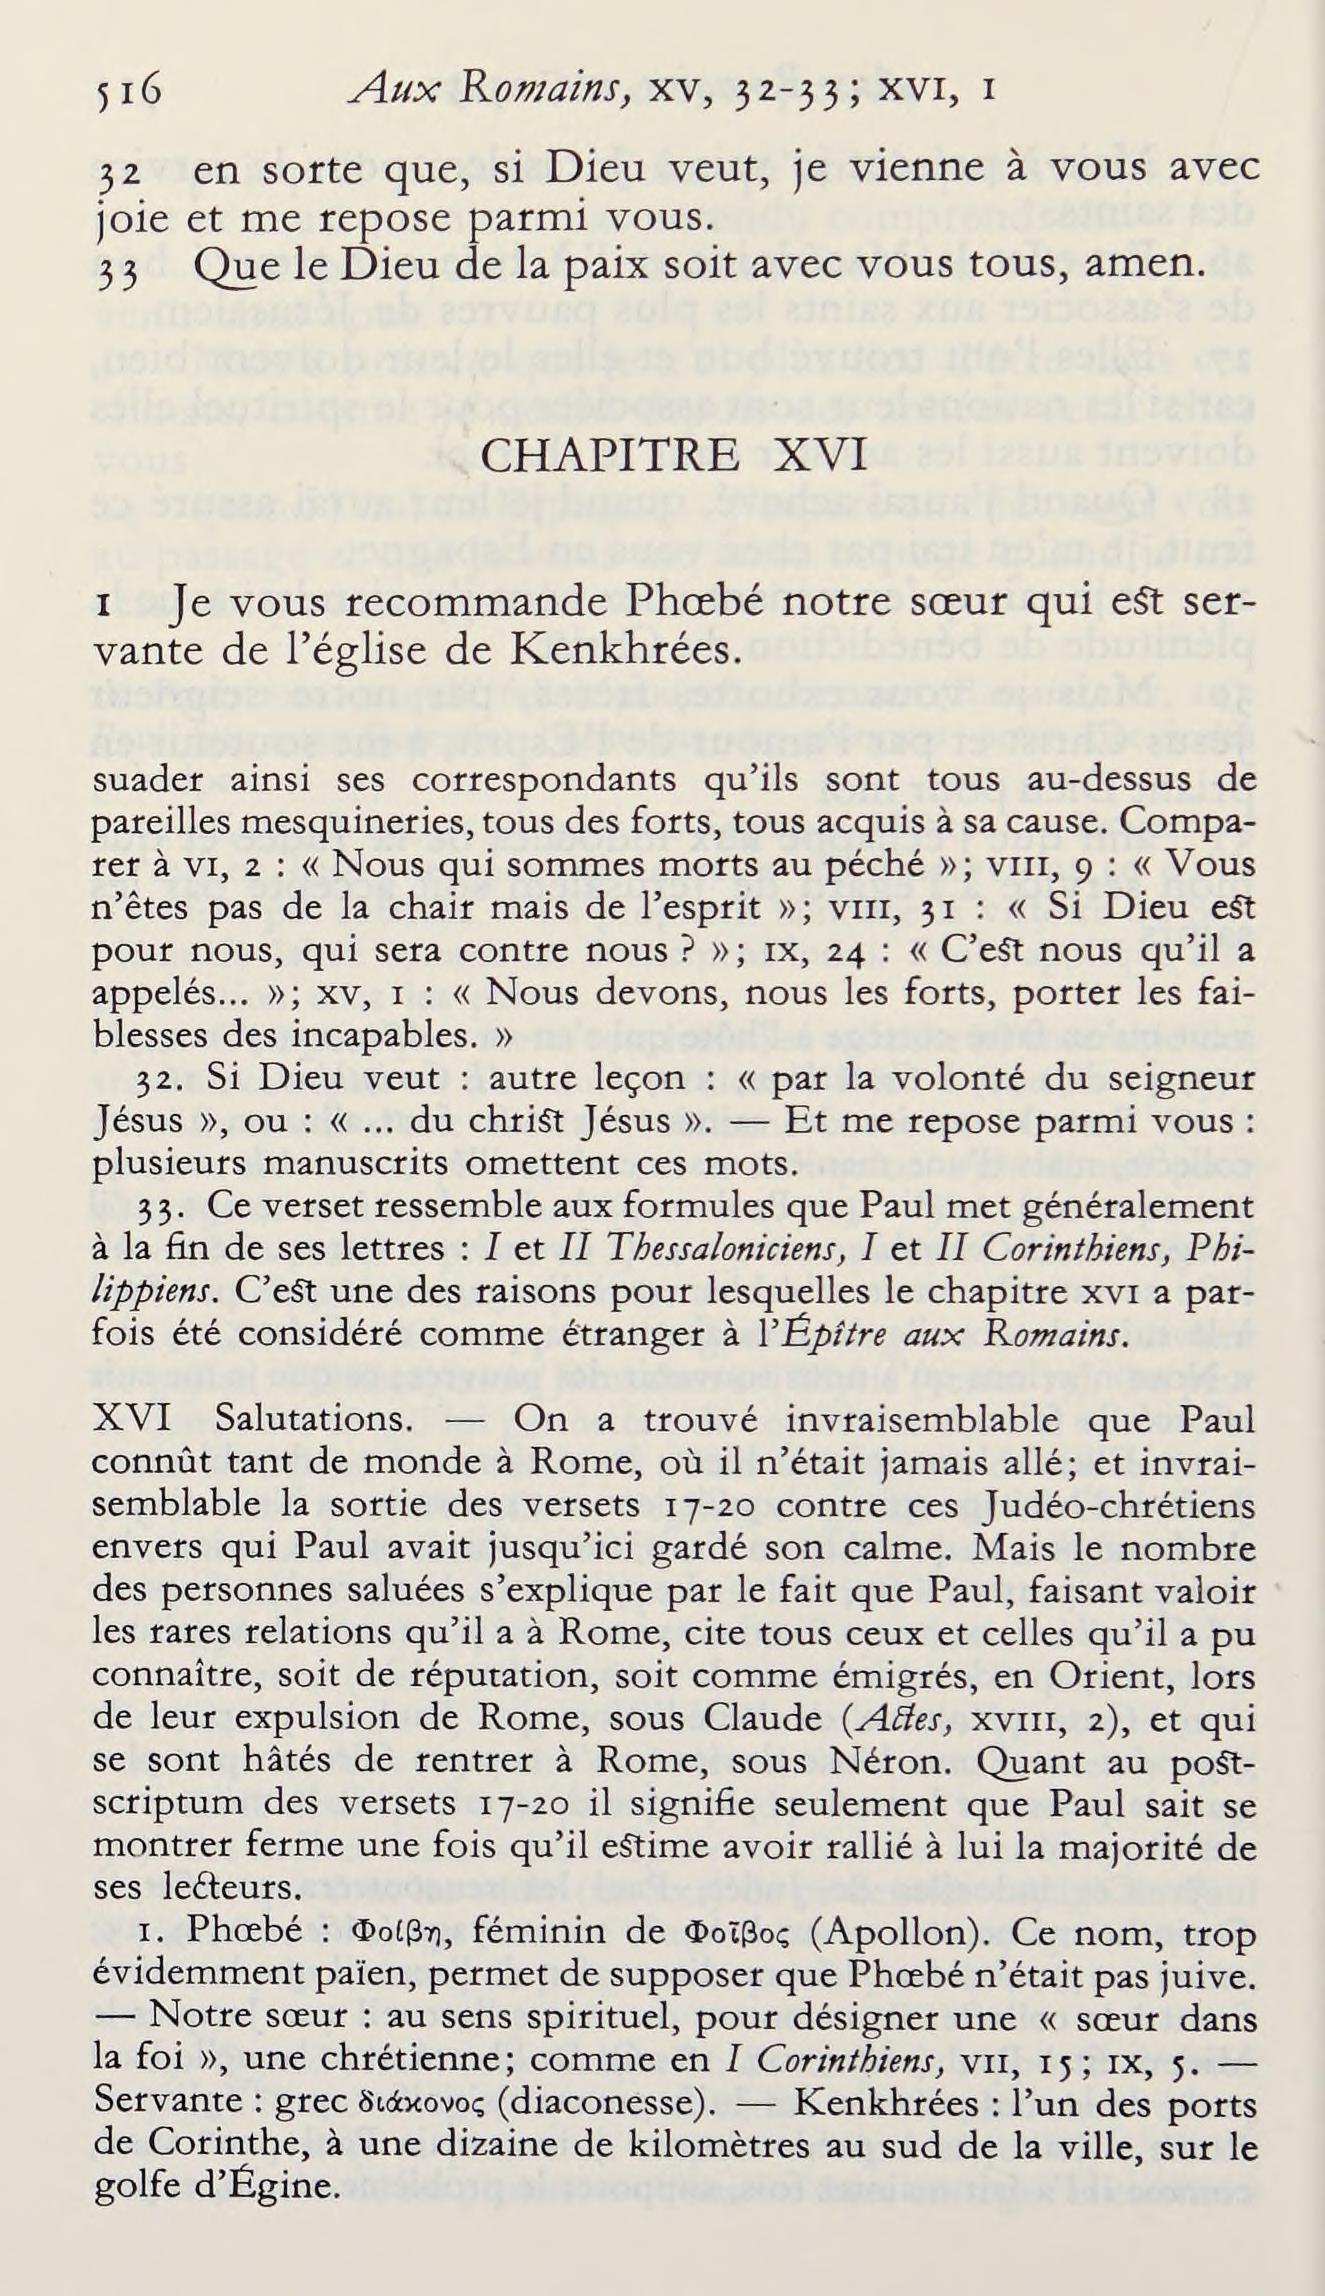 516 Aux Romains, XV, 32-33; XVI, 1
32 en sorte que, si Dieu veut, je vienne à vous avec
joie et me repose parmi vous.
33 Que le Dieu de la paix soit avec vous tous, amen.
CHAPITRE XVI
1 Je vous recommande Phœbé notre sœur qui est ser-
vante de l'église de Kenkhrées.
suader ainsi ses correspondants qu'ils sont tous au-dessus de
pareilles mesquineries, tous des forts, tous acquis à sa cause. Compa-
rer à VI, 2 : « Nous qui sommes morts au péché »; VIII, 9 : « Vous
n'êtes pas de la chair mais de l'esprit »; VIII, 31 : « Si Dieu est
pour nous, qui sera contre nous ? »; IX, 24 : « C'est nous qu'il a
appelés... »; XV, 1 : « Nous devons, nous les forts, porter les fai-
blesses des incapables. »
32. Si Dieu veut : autre leçon : « par la volonté du seigneur
Jésus », ou : « ... du christ Jésus ». — Et me repose parmi vous :
plusieurs manuscrits omettent ces mots.
33. Ce verset ressemble aux formules que Paul met généralement
à la fin de ses lettres : I et II Thessaloniciens, I et II Corinthiens, Phi-
lippiens. C'est une des raisons pour lesquelles le chapitre XVI a par-
fois été considéré comme étranger à l'Épître aux Romains.
XVI Salutations. — On a trouvé invraisemblable que Paul
connût tant de monde à Rome, où il n'était jamais allé; et invrai-
semblable la sortie des versets 17-20 contre ces Judéo-chrétiens
envers qui Paul avait jusqu'ici gardé son calme. Mais le nombre
des personnes saluées s'explique par le fait que Paul, faisant valoir
les rares relations qu'il a à Rome, cite tous ceux et celles qu'il a pu
connaître, soit de réputation, soit comme émigrés, en Orient, lors
de leur expulsion de Rome, sous Claude (Actes, XVIII, 2), et qui
se sont hâtés de rentrer à Rome, sous Néron. Quant au post-
scriptum des versets 17-20 il signifie seulement que Paul sait se
montrer ferme une fois qu'il estime avoir rallié à lui la majorité de
ses lecteurs.
1. Phœbé : Φοίβη, féminin de Φοῖβος (Apollon). Ce nom, trop
évidemment païen, permet de supposer que Phœbé n'était pas juive.
— Notre sœur : au sens spirituel, pour désigner une « sœur dans
la foi », une chrétienne; comme en I Corinthiens, VII, 15; IX, 5. —
Servante : grec διάκονος (diaconesse). — Kenkhrées : l'un des ports
de Corinthe, à une dizaine de kilomètres au sud de la ville, sur le
golfe d'Égine.